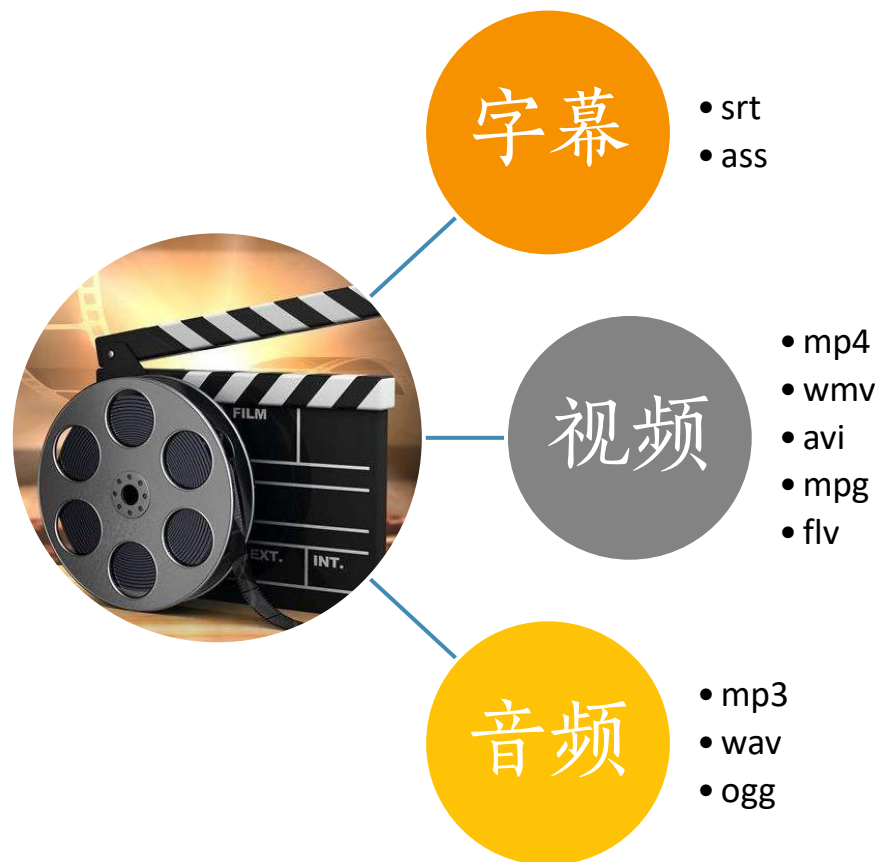 字幕
• srt
• ass
视频
• mp4
• wmv
• avi
• mpg
• flv
FILM
EXT.
INT.
音频
• mp3
• wav
• ogg